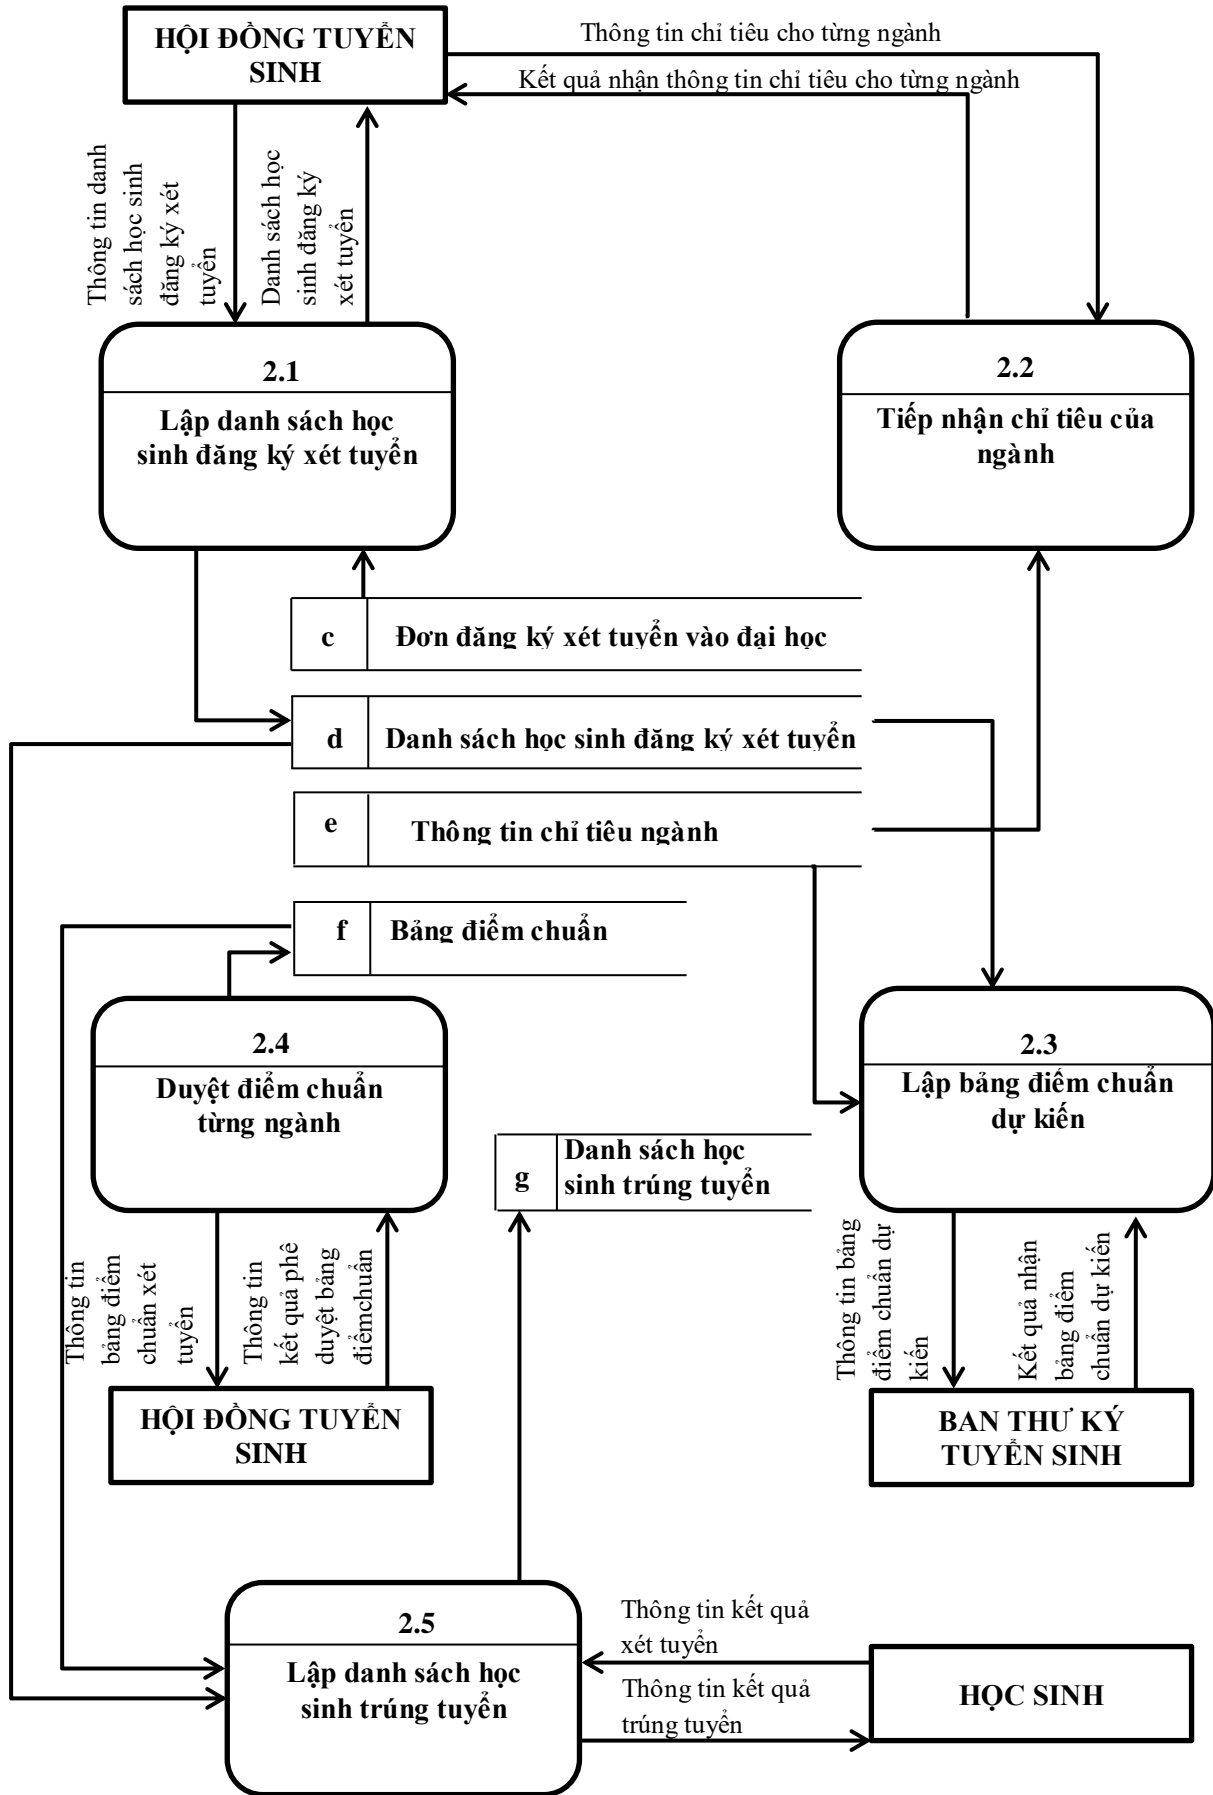 HỘI ĐỒNG TUYỂN
SINH
Thông tin chỉ tiêu cho từng ngành
Kết quả nhận thông tin chỉ tiêu cho từng ngành
Thông tin danh
sách học sinh
đăng ký xét
tuyển
Danh sách học
sinh đăng ký
xét tuyển
2.1
Lập danh sách học
sinh đăng ký xét tuyển
2.2
Tiếp nhận chỉ tiêu của
ngành
c
Đơn đăng ký xét tuyển vào đại học
d
Danh sách học sinh đăng ký xét tuyển
e
Thông tin chỉ tiêu ngành
f
Bảng điểm chuẩn
2.4
Duyệt điểm chuẩn
từng ngành
2.3
Lập bảng điểm chuẩn
dự kiến
g
Danh sách học
sinh trúng tuyển
Thông tin
bảng điểm
chuẩn xét
tuyển
Thông tin
kết quả phê
duyệt bảng
điểmchuẩn
Thông tin bảng
điểm chuẩn dự
kiến
Kết quả nhận
bảng điểm
chuẩn dự kiến
HỘI ĐỒNG TUYỂN
SINH
BAN THƯ KÝ
TUYỂN SINH
2.5
Lập danh sách học
sinh trúng tuyển
Thông tin kết quả
xét tuyển
Thông tin kết quả
trúng tuyển
HỌC SINH